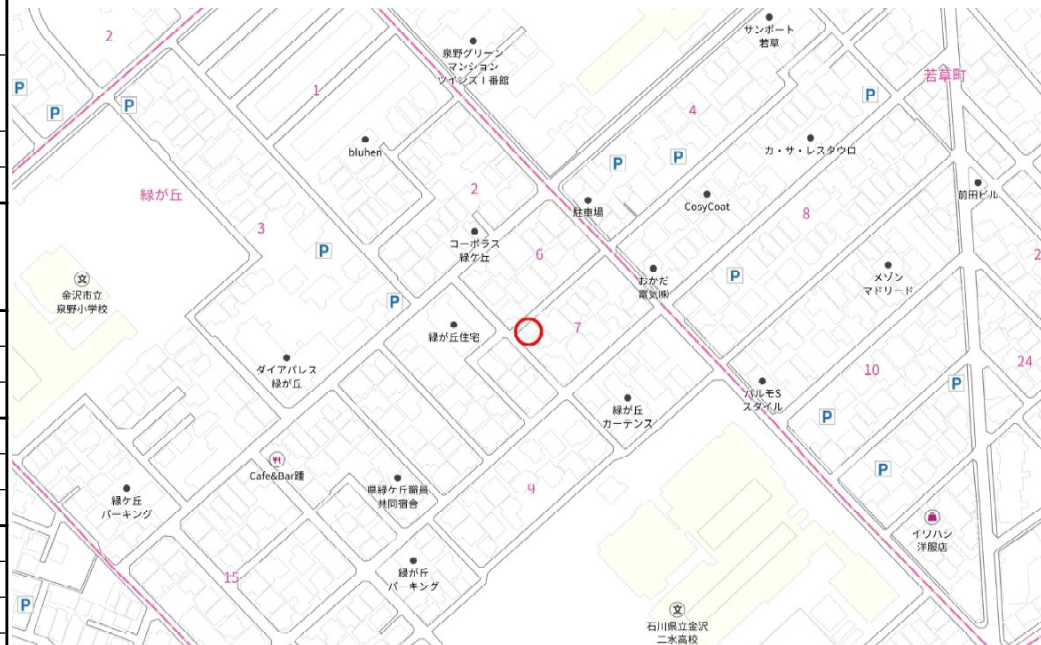 2
サンポート
若草
泉野グリーン
マンション
ツインズⅠ番館
若草町
P
P
P
1
P
4
bluhen
P
P
カ・サ・レスタウロ
緑が丘
2
前田ビル
3
駐車場
CosyCoat
8
コーポラス
緑ケ丘
6
P
2
金沢市立
泉野小学校
おかだ
電気㈱
P
メゾン
マドリード
P
緑が丘住宅
7
ダイアパレス
緑が丘
10
24
パルモS
スタイル
P
緑が丘
ガーデンス
P
Cafe&Bar踵
P
県緑ケ丘職員
共同宿舎
9
緑ケ丘
パーキング
イワハシ
洋服店
15
緑が丘
パーキング
P
石川県立金沢
二水高校
文
文